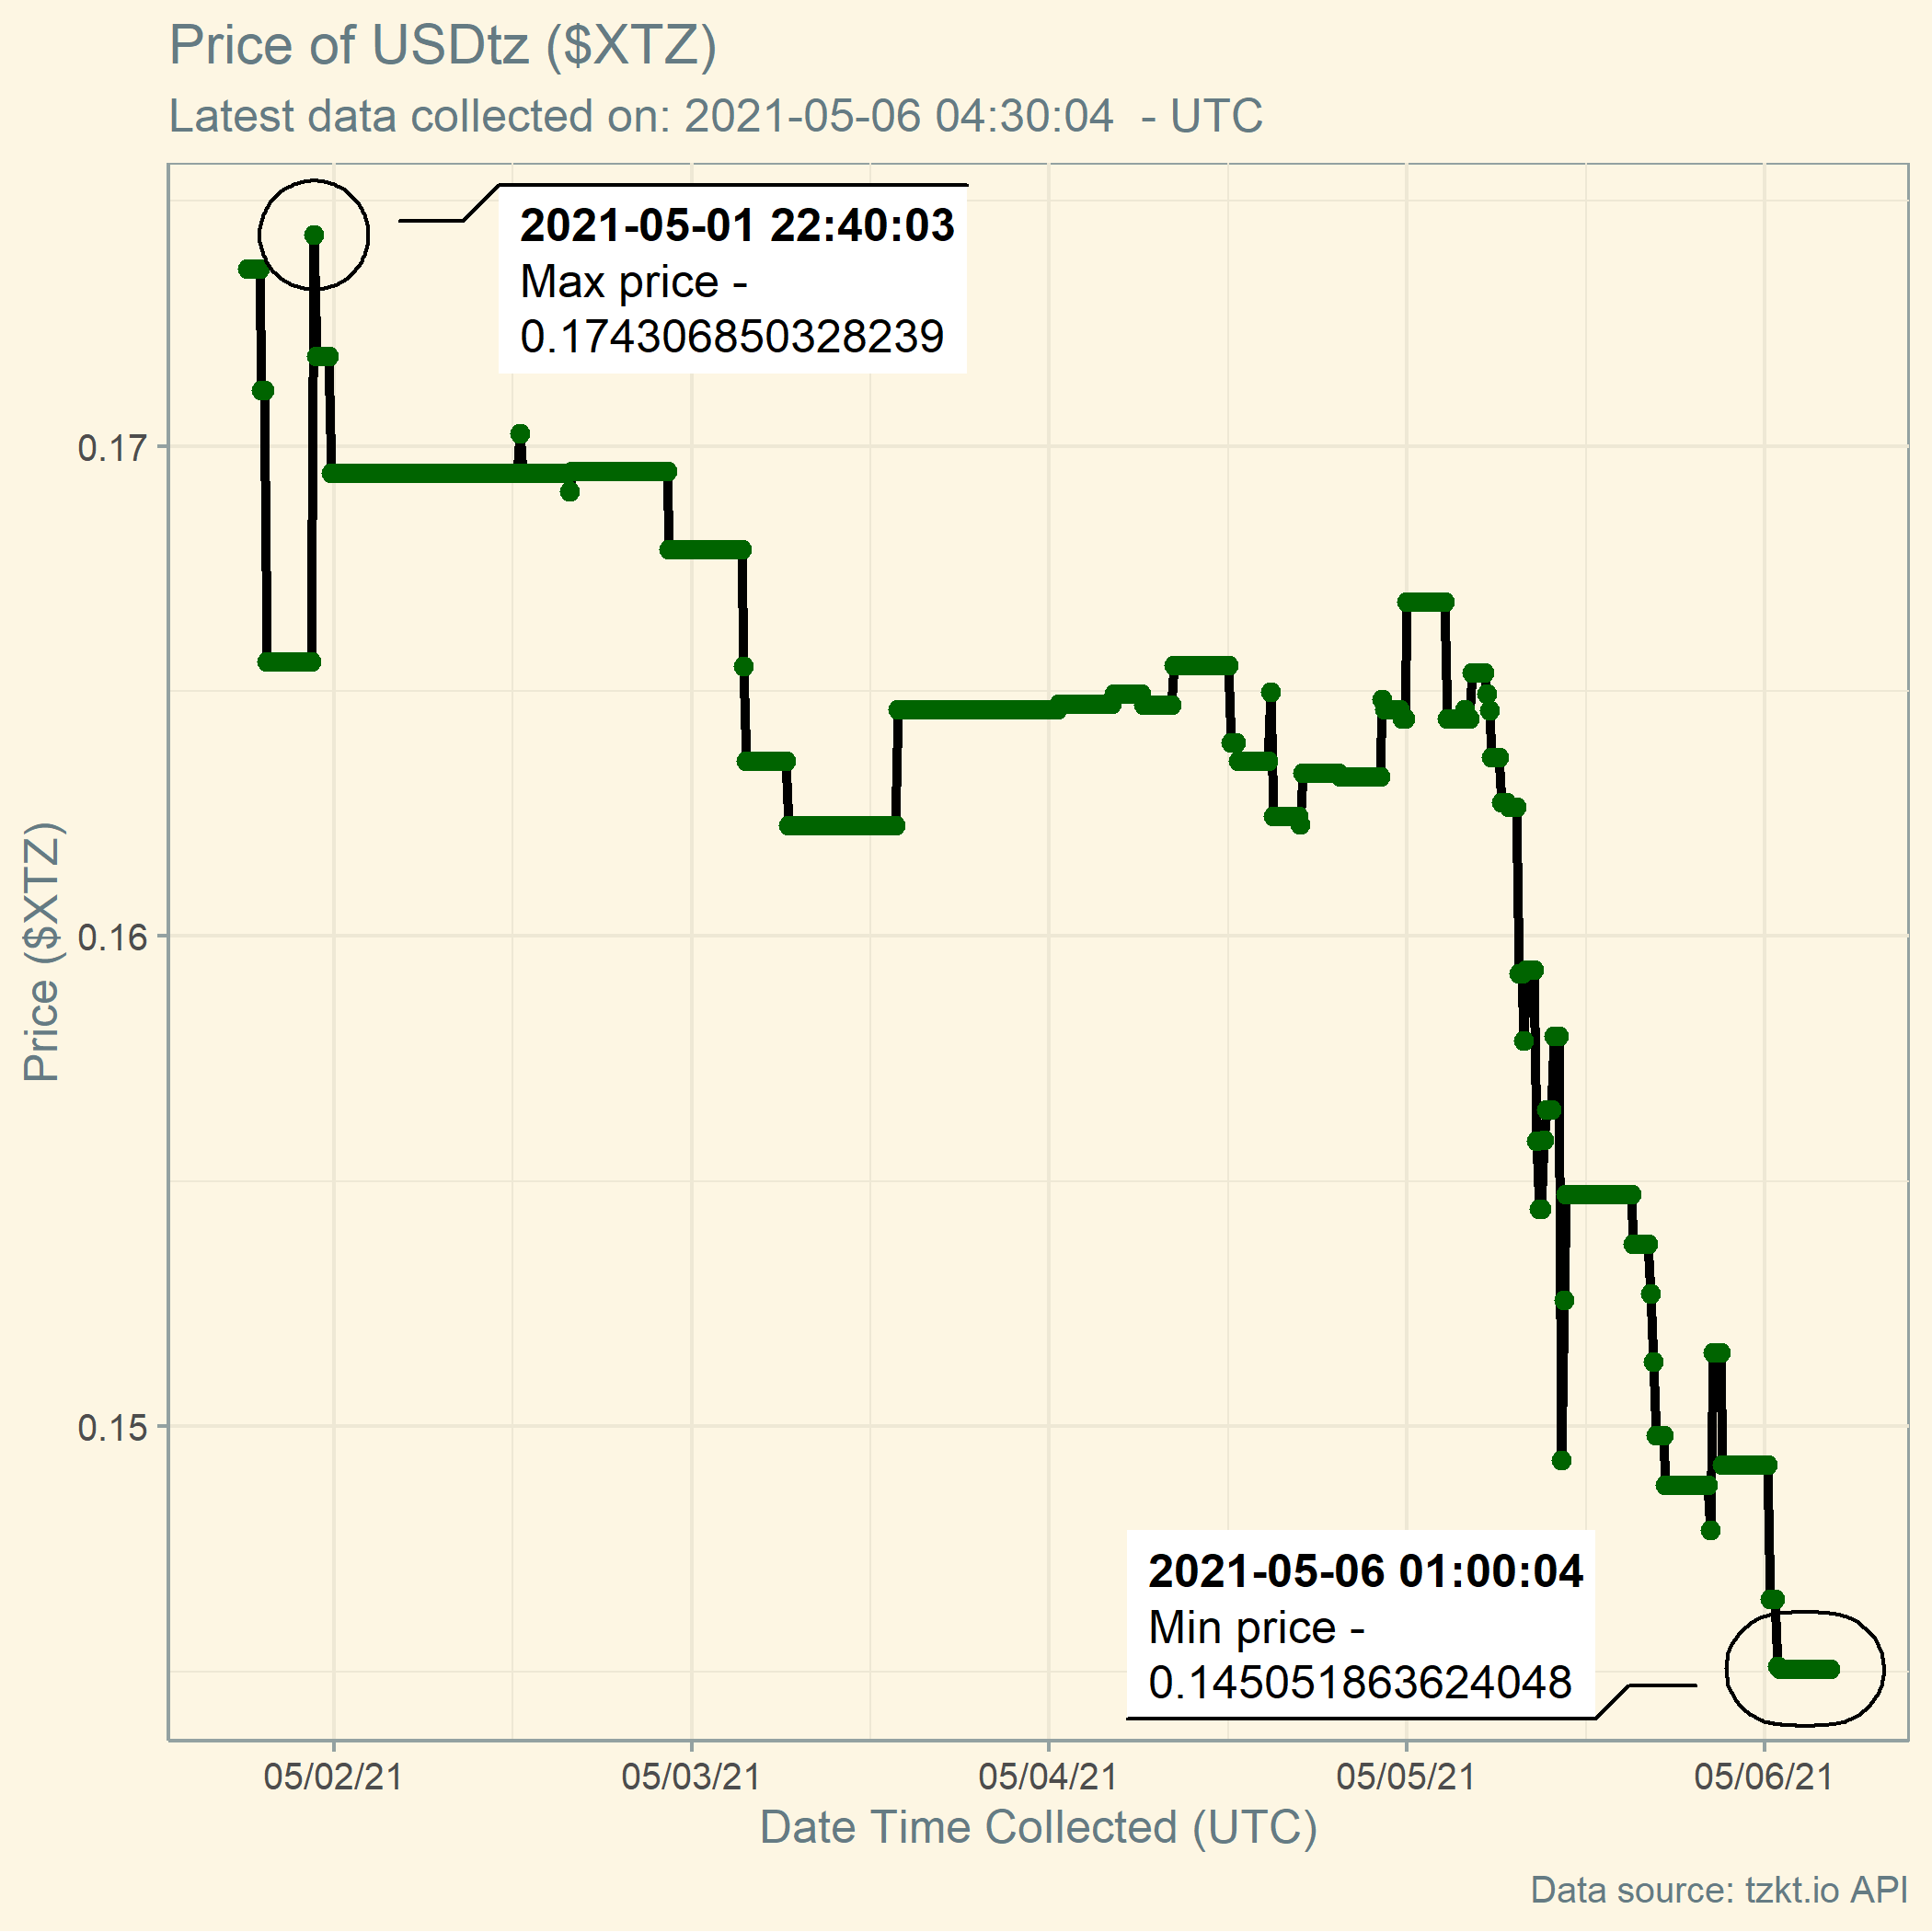 Price of USDtz ($XTZ)
Latest data collected on: 2021-05-06 04:30:04  - UTC
2021-05-01 22:40:03
Max price -
0.174306850328239
0.17
0.16
0.15
Price ($XTZ)
2021-05-06 01:00:04
Min price -
0.145051863624048
05/02/21
05/03/21
05/04/21
05/05/21
05/06/21
Date Time Collected (UTC)
Data source: tzkt.io API